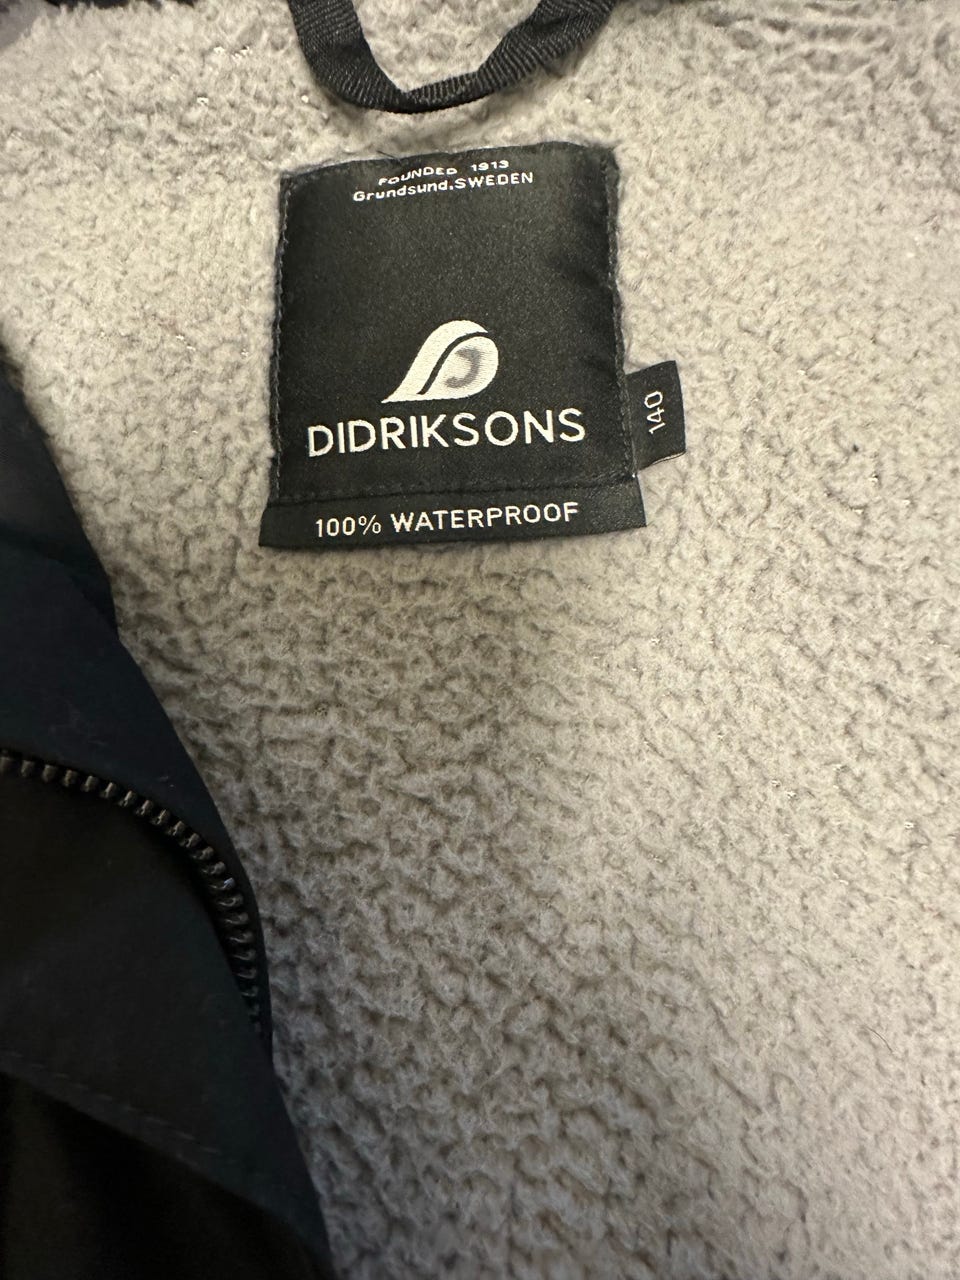 FOUNDED 1913
Grundsund,SWEDEN
DIDRIKSONS
140
100% WATERPROOF